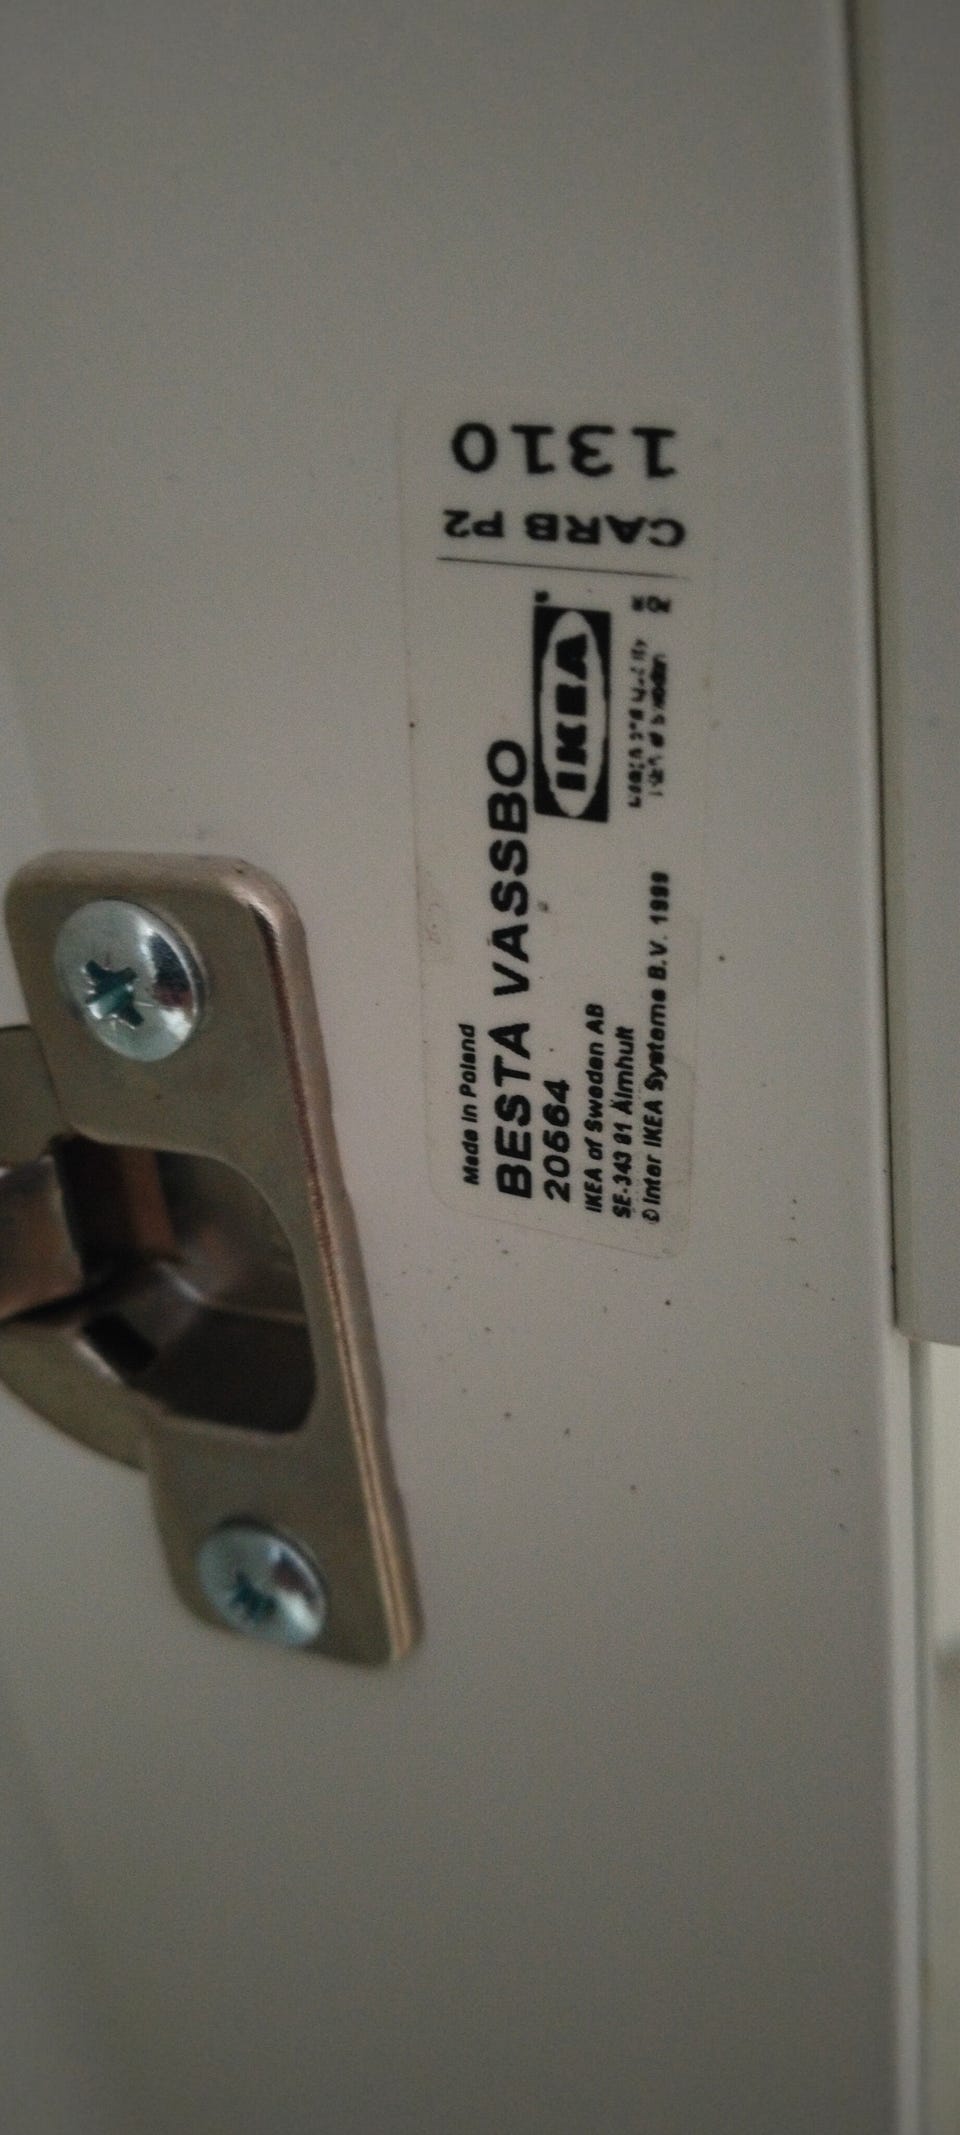 Made in Poland
BESTA VASSBO
20664
IKEA of Sweden AB
SE-343 81 Älmhult
© Inter IKEA Systems B.V. 1999
IKEA
CARB P2
1310